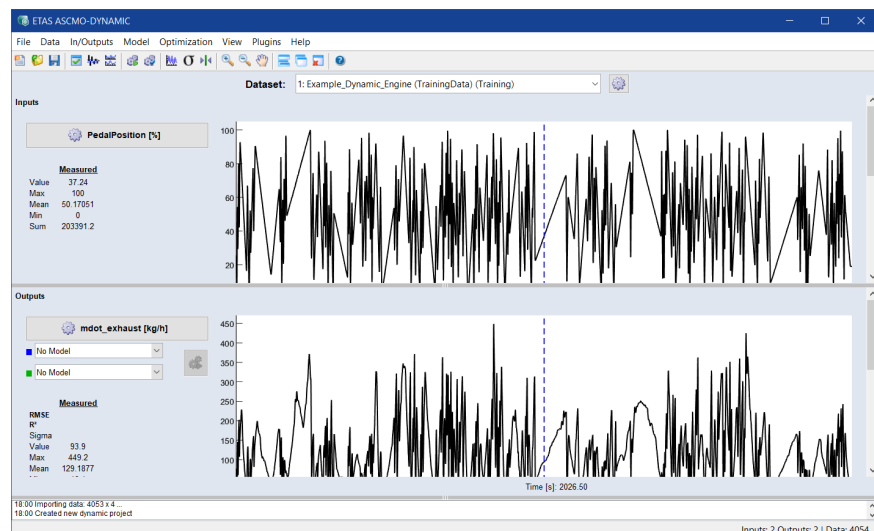 ETAS ASCMO-DYNAMIC
File Data In/Outputs Model Optimization View Plugins Help
Dataset: 1: Example_Dynamic_Engine (TrainingData) (Training)
Inputs
PedalPosition [%]
Measured
Value 37.24
Max 100
Mean 50.17051
Min 0
Sum 203391.2
100
80
60
40
20
Outputs
mdot_exhaust [kg/h]
No Model
No Model
Measured
RMSE
R²
Sigma
Value 93.9
Max 449.2
Mean 129.1877
450
400
350
300
250
200
150
100
Time [s]: 2026.50
18:00 Importing data: 4053 x 4 ...
18:00 Created new dynamic project
Inputs: 2 Outputs: 2 | Data: 4054